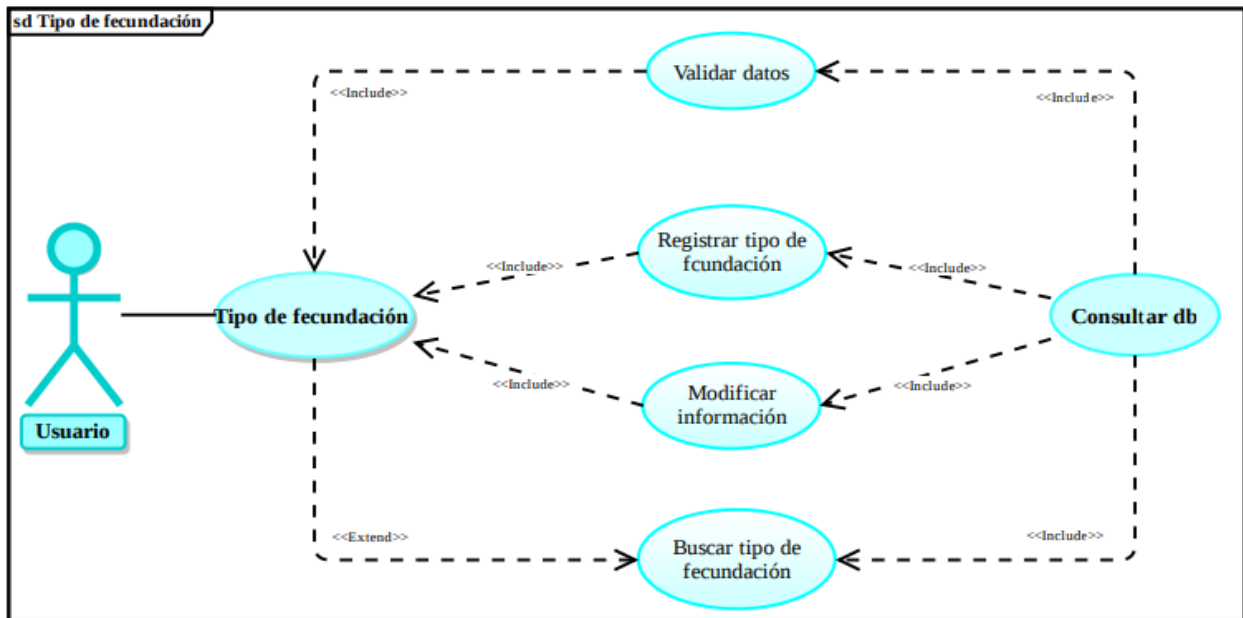 sd Tipo de fecundación
Validar datos
<<Include>>
<<Include>>
Registrar tipo de
fcundación
<<Include>>
<<Include>>
Tipo de fecundación
Consultar db
<<Include>>
<<Include>>
Modificar
información
Usuario
<<Extend>>
<<Include>>
Buscar tipo de
fecundación